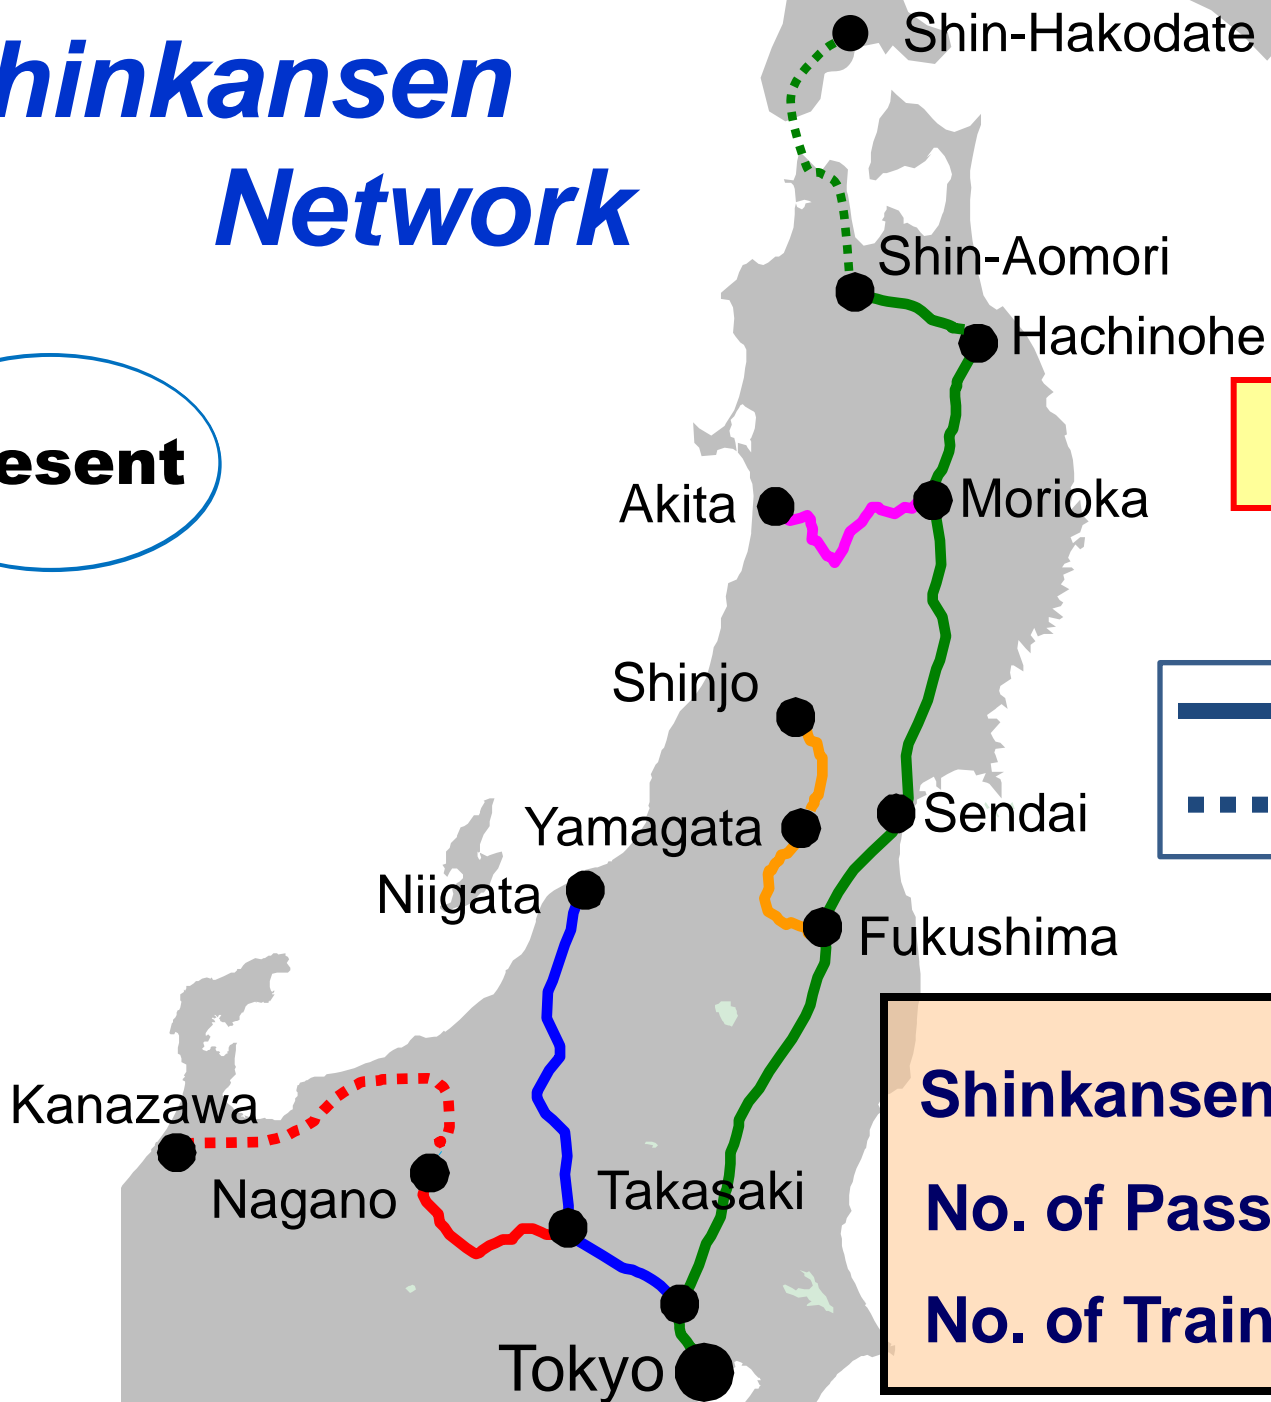 hinkansen
Network
Shin-Hakodate
Shin-Aomori
Hachinohe
esent
Akita
Morioka
Shinjo
Yamagata
Sendai
Niigata
Fukushima
Kanazawa
Nagano
Takasaki
Tokyo
Shinkansen
No. of Pass
No. of Train